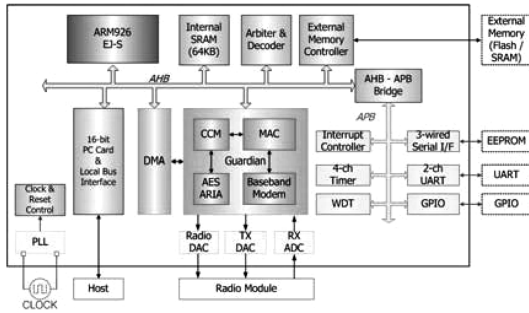 ARM926
EJ-S
Internal
SRAM
(64KB)
Arbiter &
Decoder
External
Memory
Controller
External
Memory
(Flash /
SRAM)
AHB
AHB - APB
Bridge
APB
16-bit
PC Card
&
Local Bus
Interface
DMA
CCM
MAC
Guardian
AES
ARIA
Baseband
Modem
Interrupt
Controller
3-wired
Serial I/F
EEPROM
4-ch
Timer
2-ch
UART
UART
WDT
GPIO
GPIO
Clock &
Reset
Control
PLL
Radio
DAC
TX
DAC
RX
ADC
CLOCK
Host
Radio Module